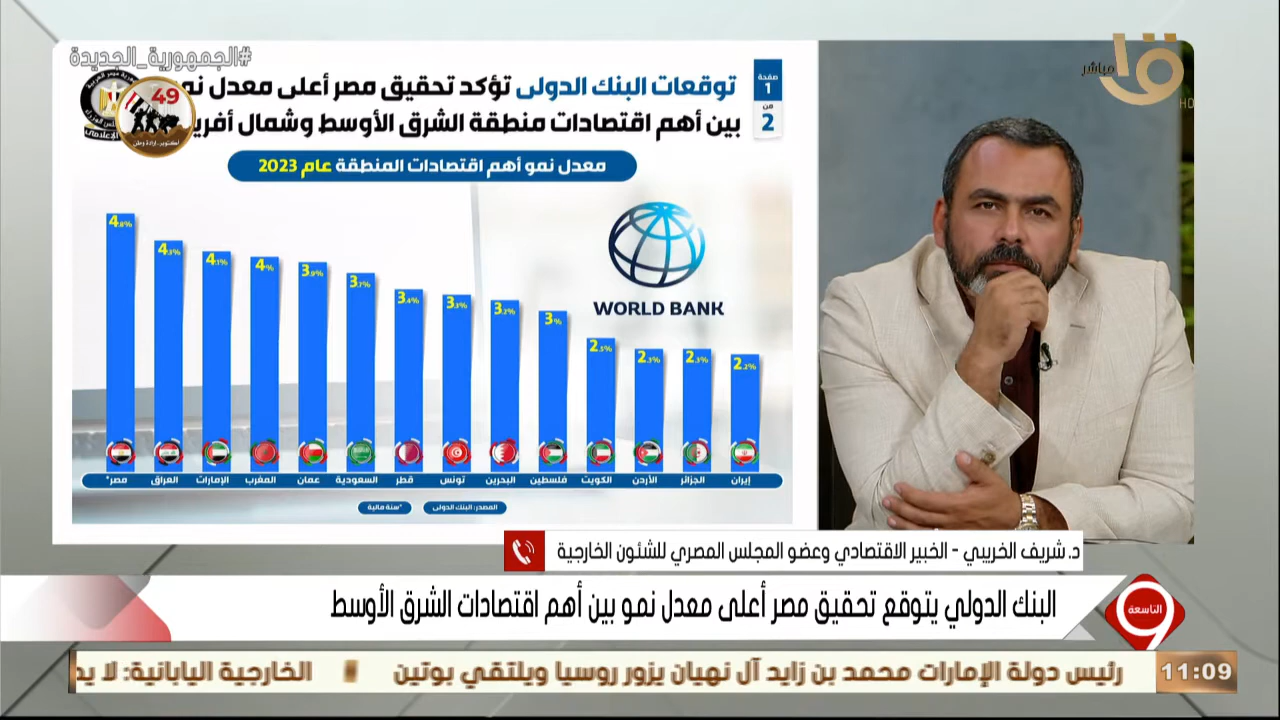 #الجمهورية_الجديدة
مباشر
HD
صفحة
1
من
2
توقعات البنك الدولى تؤكد تحقيق مصر أعلى معدل
بين أهم اقتصادات منطقة الشرق الأوسط وشمال
49
أكتوبر.. إرادة وطن
معدل نمو أهم اقتصادات المنطقة عام 2023
WORLD BANK
4.8% 4.3% 4.1% 4% 3.9% 3.7% 3.4% 3.3% 3.2% 3% 2.5% 2.3% 2.3% 2.2%
مصر* العراق الإمارات المغرب عمان السعودية قطر تونس البحرين فلسطين الكويت الأردن الجزائر إيران
المصدر: البنك الدولى
*سنة مالية
د. شريف الخريبي - الخبير الاقتصادي وعضو المجلس المصري للشئون الخارجية
البنك الدولي يتوقع تحقيق مصر أعلى معدل نمو بين أهم اقتصادات الشرق الأوسط
التاسعة
9
رئيس دولة الإمارات محمد بن زايد آل نهيان يزور روسيا ويلتقي بوتين
الخارجية اليابانية: لا
11:09